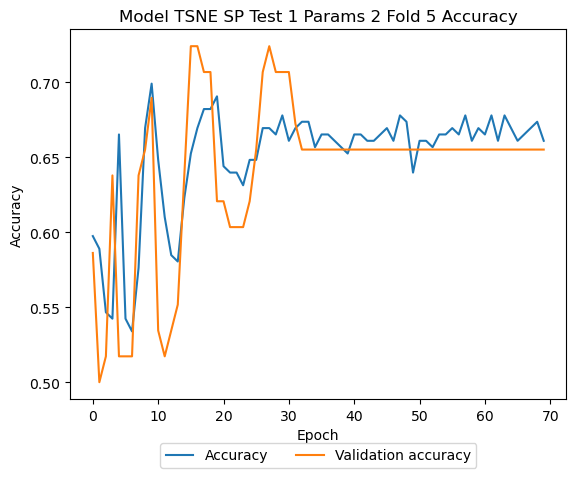 Model TSNE SP Test 1 Params 2 Fold 5 Accuracy
0.70
0.65
0.60
0.55
0.50
Accuracy
0 10 20 30 40 50 60 70
Epoch
Accuracy Validation accuracy